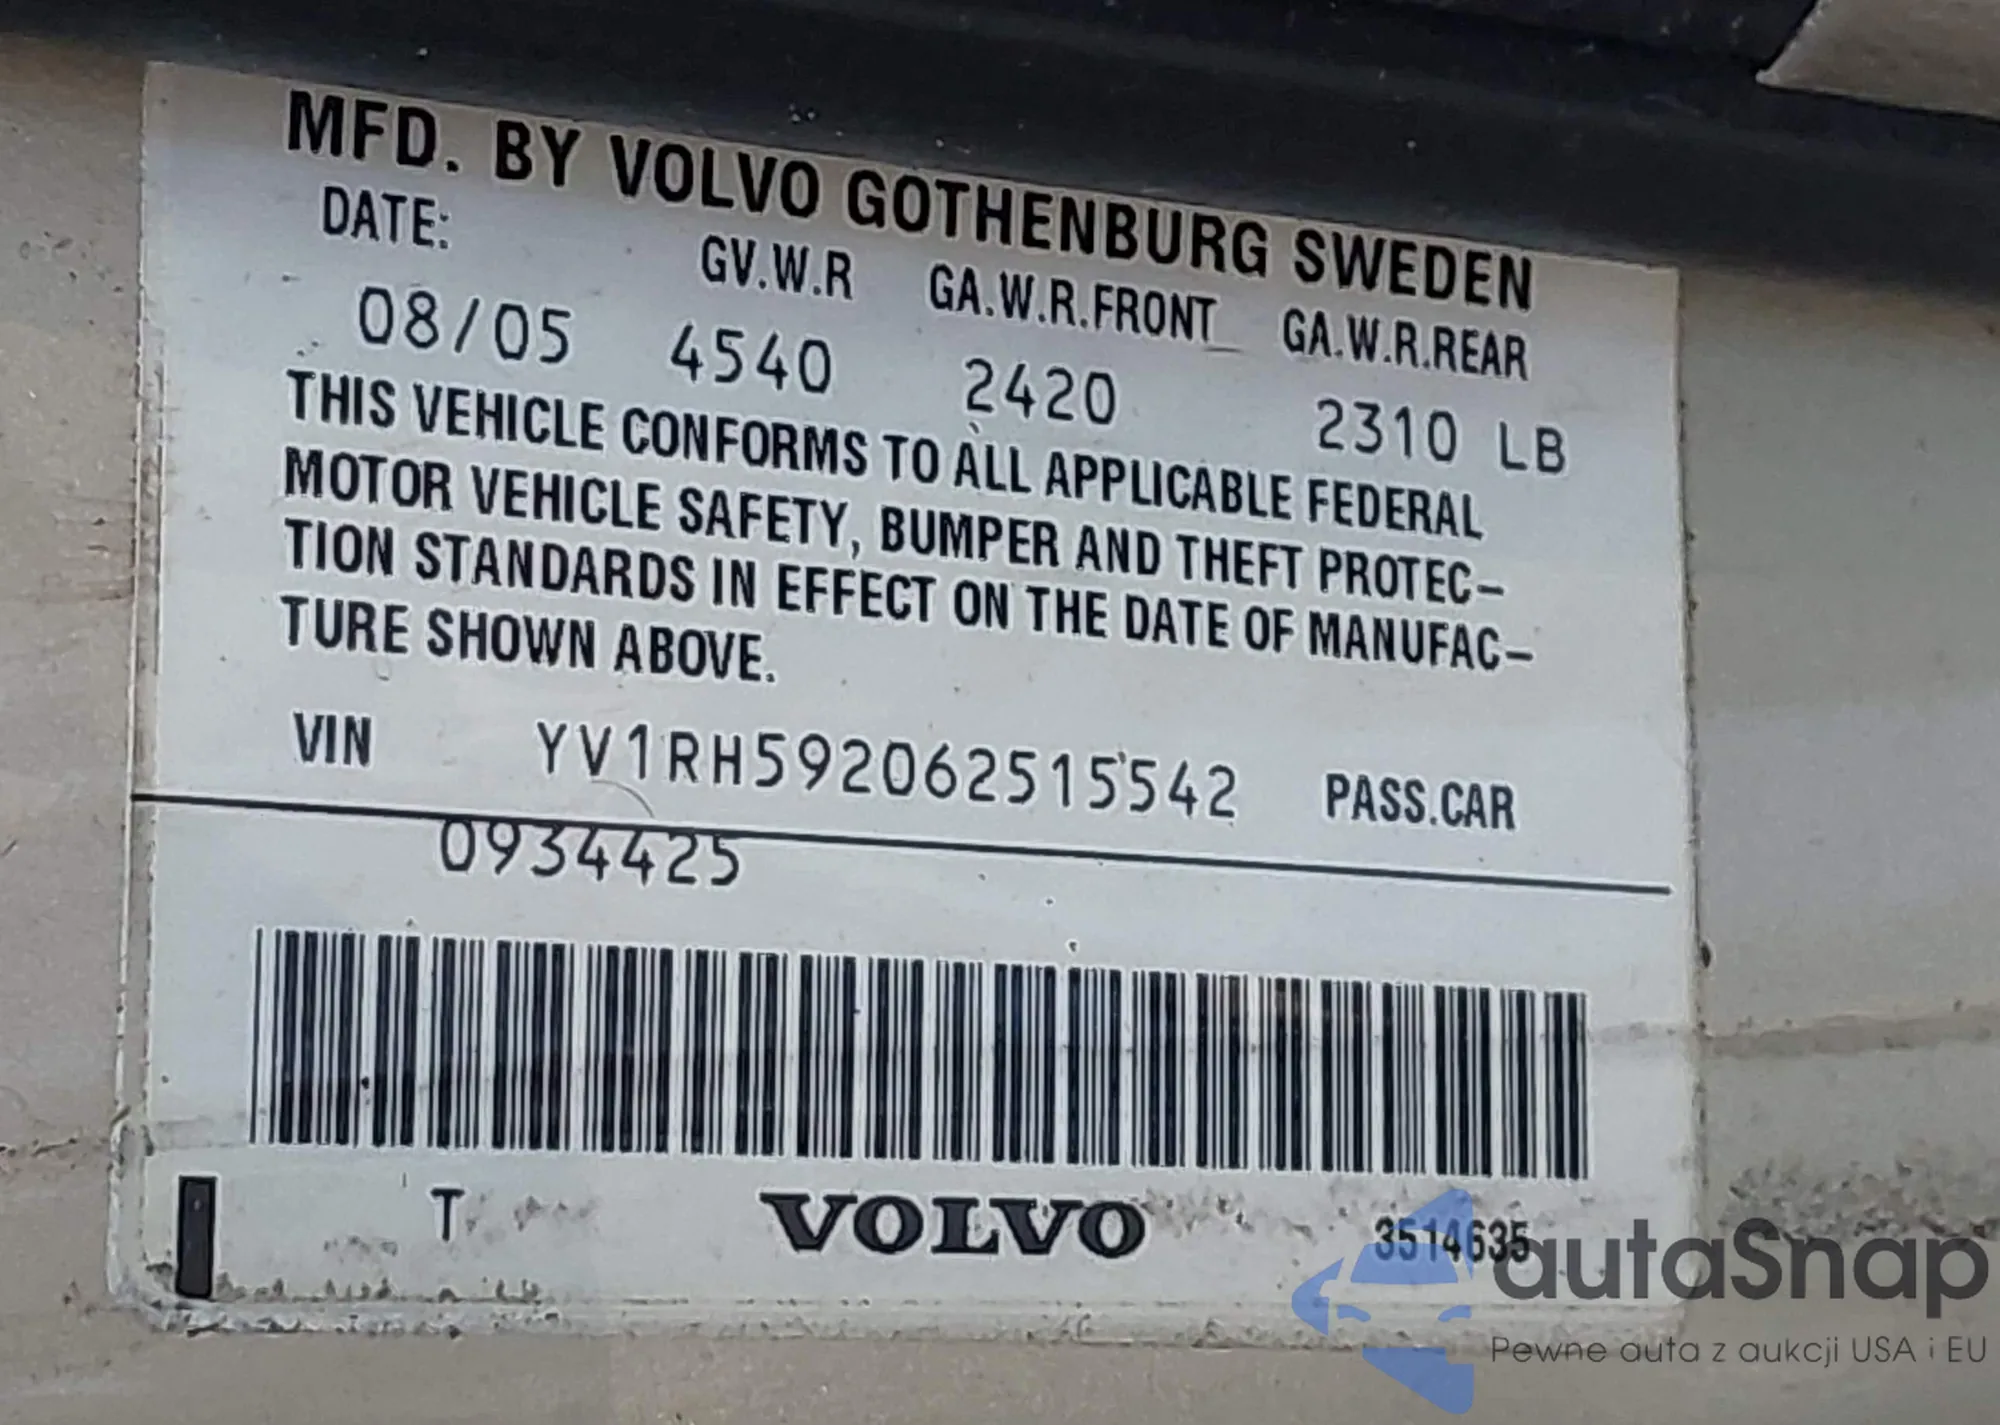 MFD. BY VOLVO GOTHENBURG SWEDEN
DATE: GV.W.R GA.W.R.FRONT GA.W.R.REAR
08/05 4540 2420 2310 LB
THIS VEHICLE CONFORMS TO ALL APPLICABLE FEDERAL
MOTOR VEHICLE SAFETY, BUMPER AND THEFT PROTEC-
TION STANDARDS IN EFFECT ON THE DATE OF MANUFAC-
TURE SHOWN ABOVE.
VIN YV1RH592062515542 PASS.CAR
0934425
T VOLVO 3514635
autaSnap
Pewne auta z aukcji USA i EU